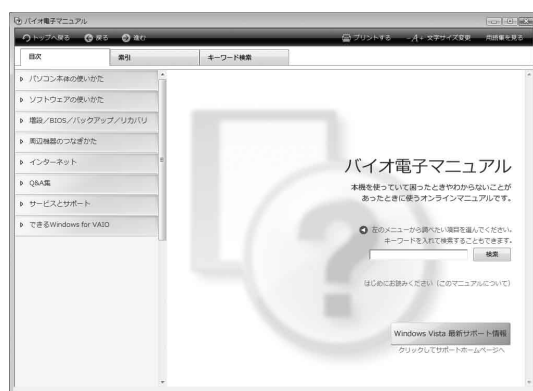 バイオ電子マニュアル
トップへ戻る 戻る 進む プリントする -A+ 文字サイズ変更 用語集を見る
目次 索引 キーワード検索
パソコン本体の使いかた
ソフトウェアの使いかた
増設/BIOS/バックアップ/リカバリ
周辺機器のつなぎかた
インターネット
Q&A集
サービスとサポート
できるWindows for VAIO
バイオ電子マニュアル
本機を使っていて困ったときやわからないことが
あったときに使うオンラインマニュアルです。
左のメニューから調べたい項目を選んでください。
キーワードを入れて検索することもできます。
検索
はじめにお読みください（このマニュアルについて）
Windows Vista 最新サポート情報
クリックしてサポートホームページへ